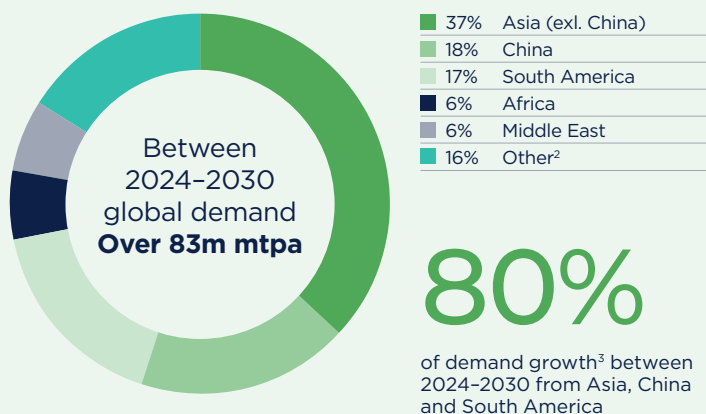 Between
2024–2030
global demand
Over 83m mtpa
37% Asia (exl. China)
18% China
17% South America
6% Africa
6% Middle East
16% Other²
80%
of demand growth³ between
2024–2030 from Asia, China
and South America